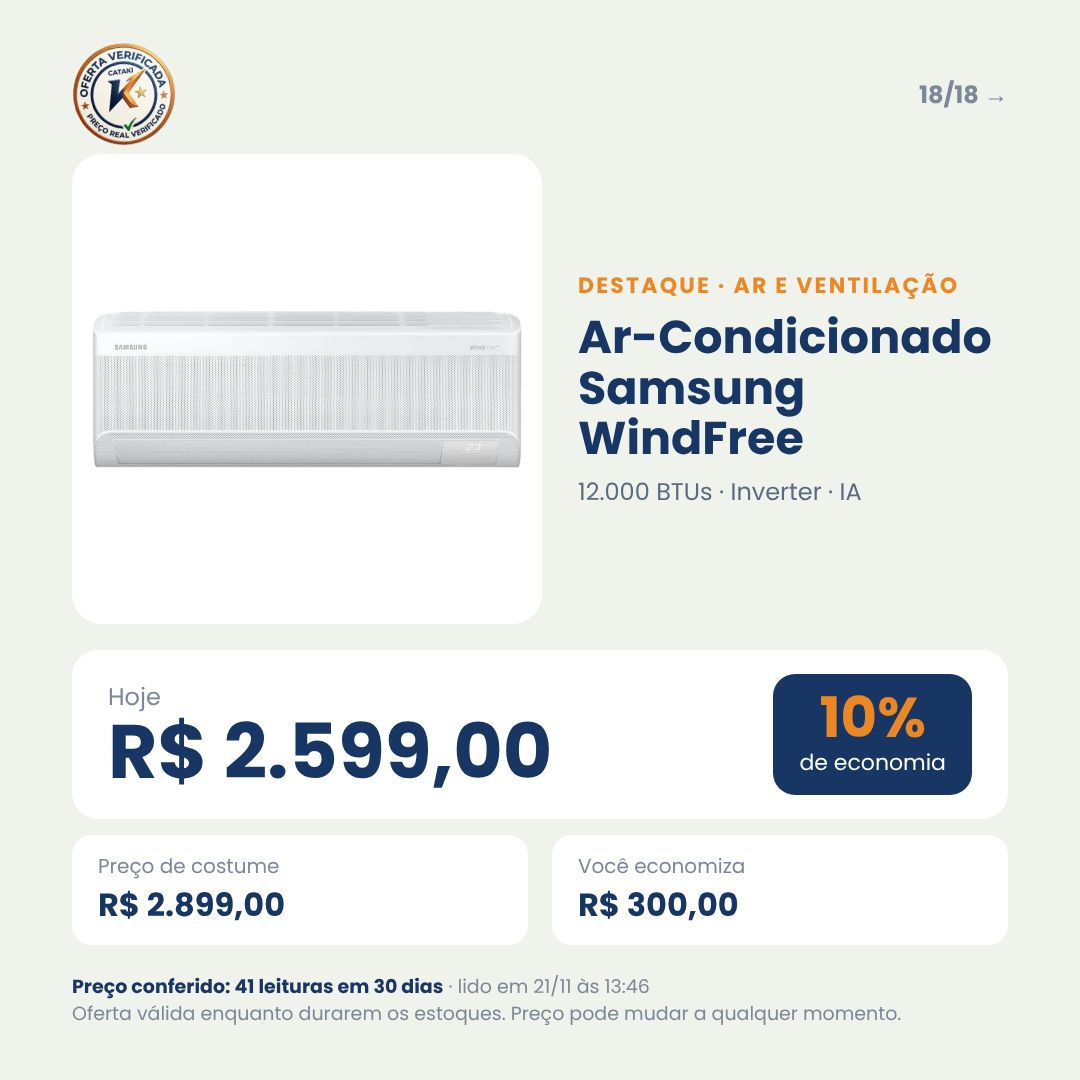 OFERTA VERIFICADA
CATAKI
K
PREÇO REAL VERIFICADO
18/18 →
SAMSUNG
WindFree™
23
DESTAQUE · AR E VENTILAÇÃO
Ar-Condicionado
Samsung
WindFree
12.000 BTUs · Inverter · IA
Hoje
R$ 2.599,00
10%
de economia
Preço de costume
R$ 2.899,00
Você economiza
R$ 300,00
Preço conferido: 41 leituras em 30 dias · lido em 21/11 às 13:46
Oferta válida enquanto durarem os estoques. Preço pode mudar a qualquer momento.